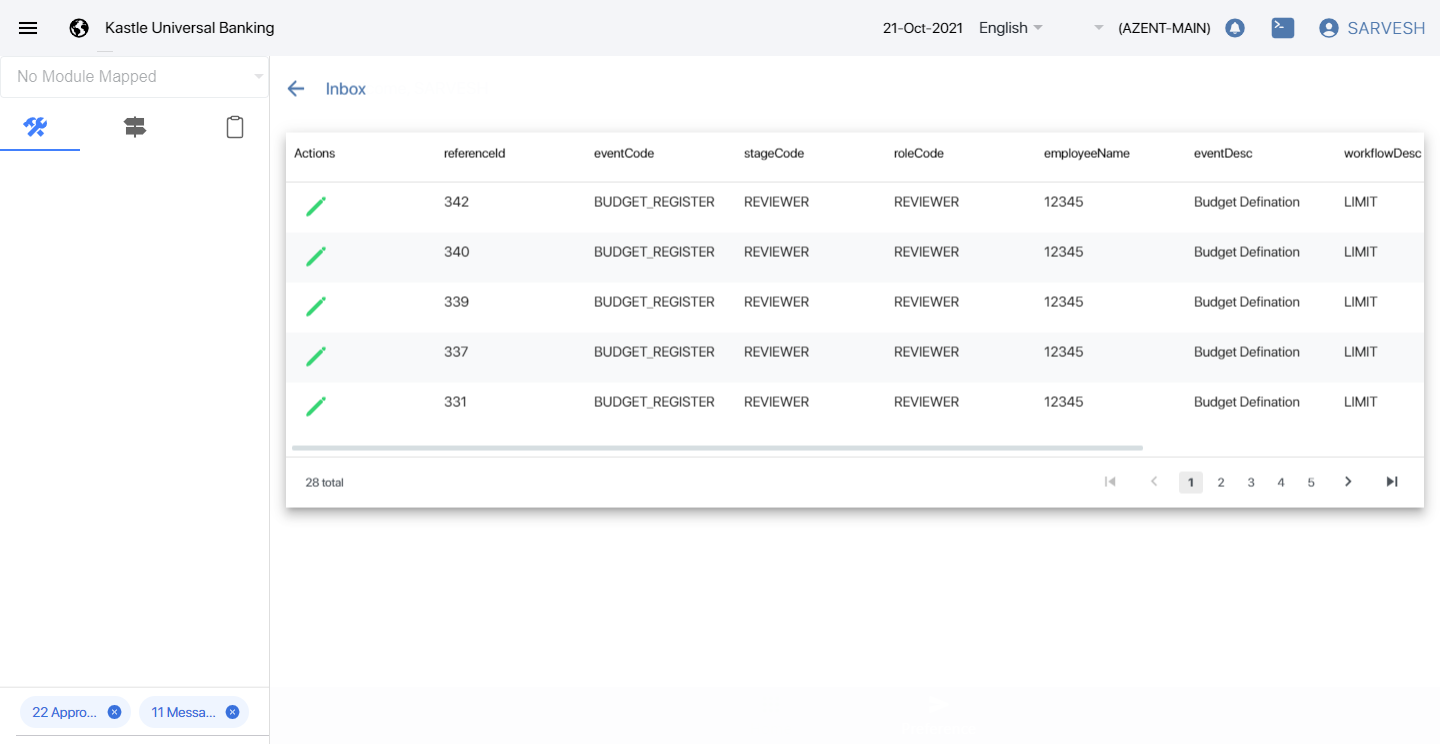 Kastle Universal Banking 21-Oct-2021 English (AZENT-MAIN) SARVESH
No Module Mapped
Inbox
Actions referenceId eventCode stageCode roleCode employeeName eventDesc workflowDesc
342 BUDGET_REGISTER REVIEWER REVIEWER 12345 Budget Defination LIMIT
340 BUDGET_REGISTER REVIEWER REVIEWER 12345 Budget Defination LIMIT
339 BUDGET_REGISTER REVIEWER REVIEWER 12345 Budget Defination LIMIT
337 BUDGET_REGISTER REVIEWER REVIEWER 12345 Budget Defination LIMIT
331 BUDGET_REGISTER REVIEWER REVIEWER 12345 Budget Defination LIMIT
28 total 1 2 3 4 5
22 Appro... 11 Messa...